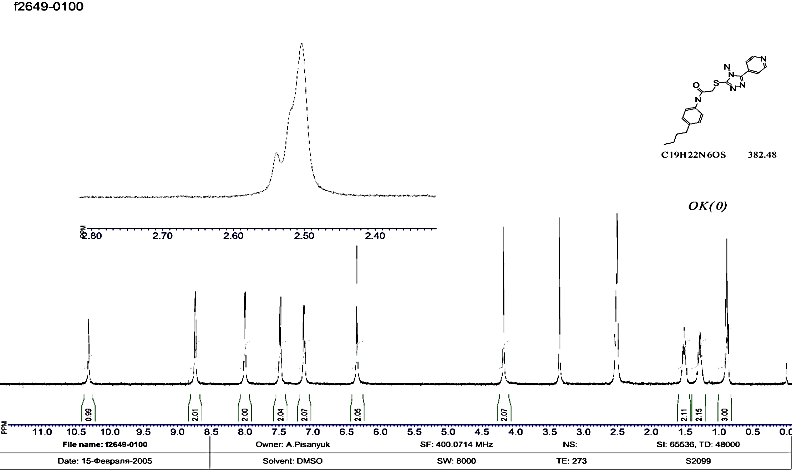 f2649-0100
N
N
S
N
O
N
N
N
N
C19H22N6OS 382.48
OK(0)
PPM
2.80 2.70 2.60 2.50 2.40
0.99 2.01 2.00 2.04 2.07 2.05 2.07 2.11 2.15 3.00
PPM 11.0 10.5 10.0 9.5 9.0 8.5 8.0 7.5 7.0 6.5 6.0 5.5 5.0 4.5 4.0 3.5 3.0 2.5 2.0 1.5 1.0 0.5 0.0
File name: f2649-0100 Owner: A.Pisanyuk SF: 400.0714 MHz NS: SI: 65536, TD: 48000
Date: 15-Февраля-2005 Solvent: DMSO SW: 8000 TE: 273 S2099